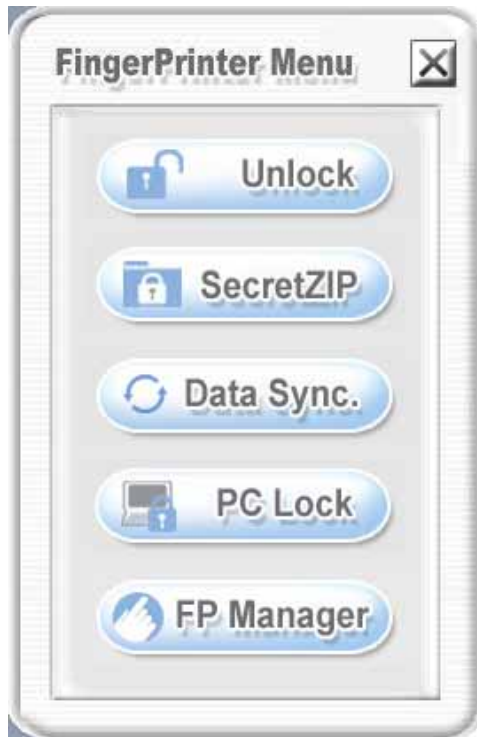 FingerPrinter Menu
Unlock
SecretZIP
Data Sync.
PC Lock
FP Manager